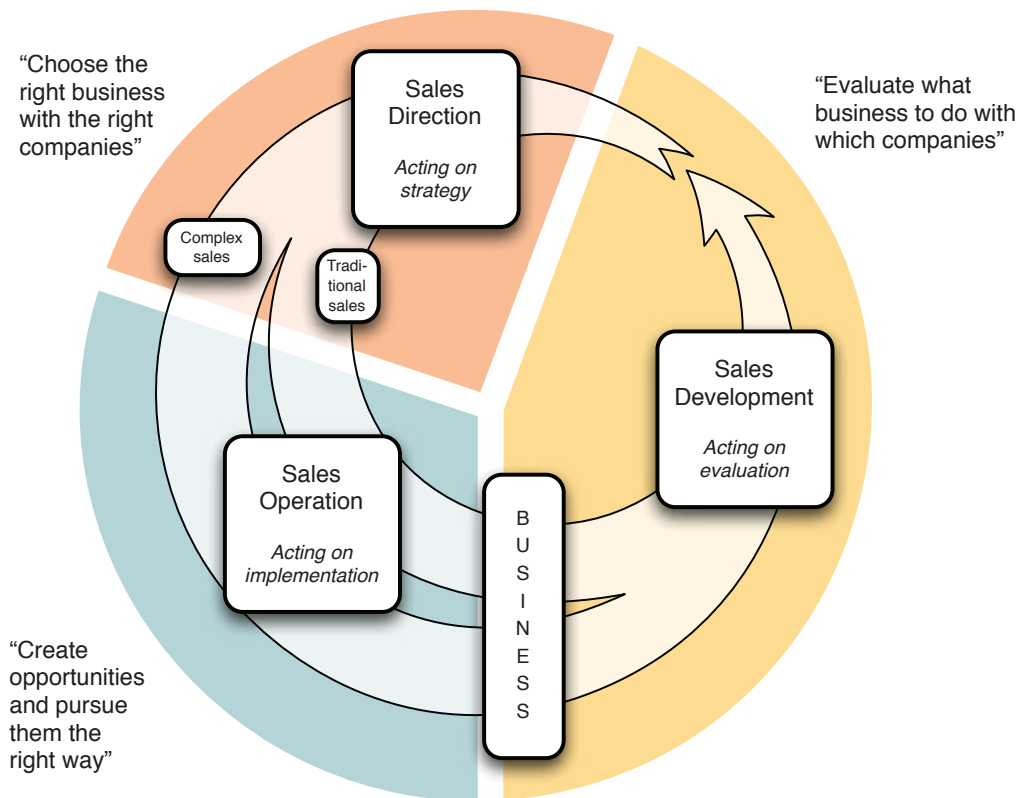 “Choose the
right business
with the right
companies”
Sales
Direction
Acting on
strategy
“Evaluate what
business to do with
which companies”
Complex
sales
Tradi-
tional
sales
Sales
Development
Acting on
evaluation
Sales
Operation
Acting on
implementation
B
U
S
I
N
E
S
S
“Create
opportunities
and pursue
them the
right way”